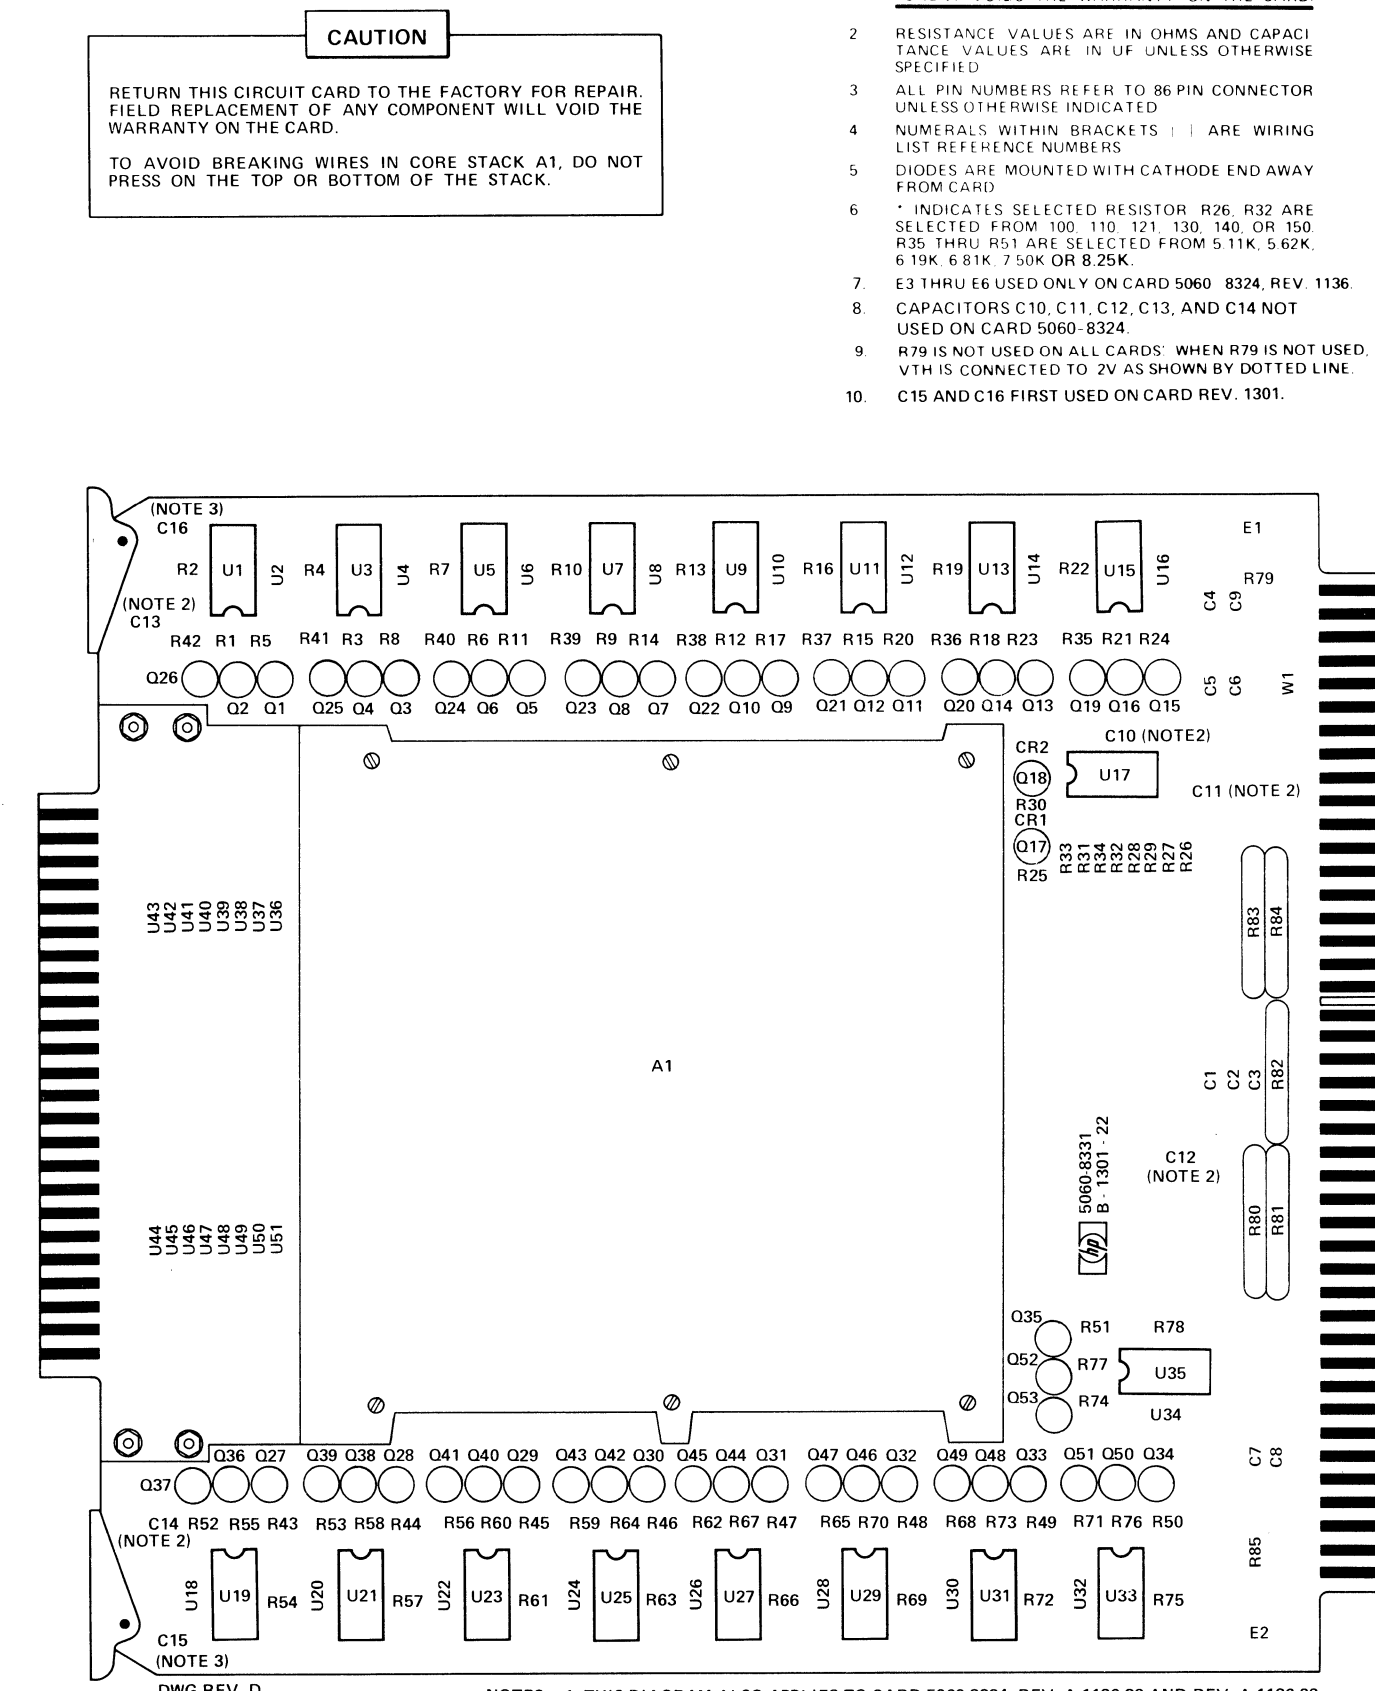 CAUTION
RETURN THIS CIRCUIT CARD TO THE FACTORY FOR REPAIR.
FIELD REPLACEMENT OF ANY COMPONENT WILL VOID THE
WARRANTY ON THE CARD.
TO AVOID BREAKING WIRES IN CORE STACK A1, DO NOT
PRESS ON THE TOP OR BOTTOM OF THE STACK.
2 RESISTANCE VALUES ARE IN OHMS AND CAPACI
TANCE VALUES ARE IN UF UNLESS OTHERWISE
SPECIFIED
3 ALL PIN NUMBERS REFER TO 86 PIN CONNECTOR
UNLESS OTHERWISE INDICATED
4 NUMERALS WITHIN BRACKETS | | ARE WIRING
LIST REFERENCE NUMBERS
5 DIODES ARE MOUNTED WITH CATHODE END AWAY
FROM CARD
6 * INDICATES SELECTED RESISTOR R26, R32 ARE
SELECTED FROM 100, 110, 121, 130, 140, OR 150.
R35 THRU R51 ARE SELECTED FROM 5.11K, 5.62K,
6 19K, 6 81K, 7 50K OR 8.25K.
7. E3 THRU E6 USED ONLY ON CARD 5060 8324, REV. 1136.
8. CAPACITORS C10, C11, C12, C13, AND C14 NOT
USED ON CARD 5060-8324.
9. R79 IS NOT USED ON ALL CARDS: WHEN R79 IS NOT USED,
VTH IS CONNECTED TO 2V AS SHOWN BY DOTTED LINE.
10. C15 AND C16 FIRST USED ON CARD REV. 1301.
(NOTE 3)
C16 E1
R2 U1 U2 R4 U3 U4 R7 U5 U6 R10 U7 U8 R13 U9 U10 R16 U11 U12 R19 U13 U14 R22 U15 U16 R79
(NOTE 2)
C13 C4 C9
R42 R1 R5 R41 R3 R8 R40 R6 R11 R39 R9 R14 R38 R12 R17 R37 R15 R20 R36 R18 R23 R35 R21 R24
Q26 C5 C6 W1
Q2 Q1 Q25 Q4 Q3 Q24 Q6 Q5 Q23 Q8 Q7 Q22 Q10 Q9 Q21 Q12 Q11 Q20 Q14 Q13 Q19 Q16 Q15
C10 (NOTE2)
CR2
Q18 U17
C11 (NOTE 2)
R30
CR1
Q17 R33 R31 R34 R32 R28 R29 R27 R26
R25
U43 U42 U41 U40 U39 U38 U37 U36
R83 R84
A1
C1 C2 C3 R82
5060-8331
B - 1301 - 22
C12
(NOTE 2)
R80 R81
hp
U44 U45 U46 U47 U48 U49 U50 U51
Q35 R51 R78
Q52 R77 U35
Q53 R74
U34
Q36 Q27 Q39 Q38 Q28 Q41 Q40 Q29 Q43 Q42 Q30 Q45 Q44 Q31 Q47 Q46 Q32 Q49 Q48 Q33 Q51 Q50 Q34 C7 C8
Q37
C14 R52 R55 R43 R53 R58 R44 R56 R60 R45 R59 R64 R46 R62 R67 R47 R65 R70 R48 R68 R73 R49 R71 R76 R50
(NOTE 2)
R85
U18 U19 R54 U20 U21 R57 U22 U23 R61 U24 U25 R63 U26 U27 R66 U28 U29 R69 U30 U31 R72 U32 U33 R75
C15 E2
(NOTE 3)